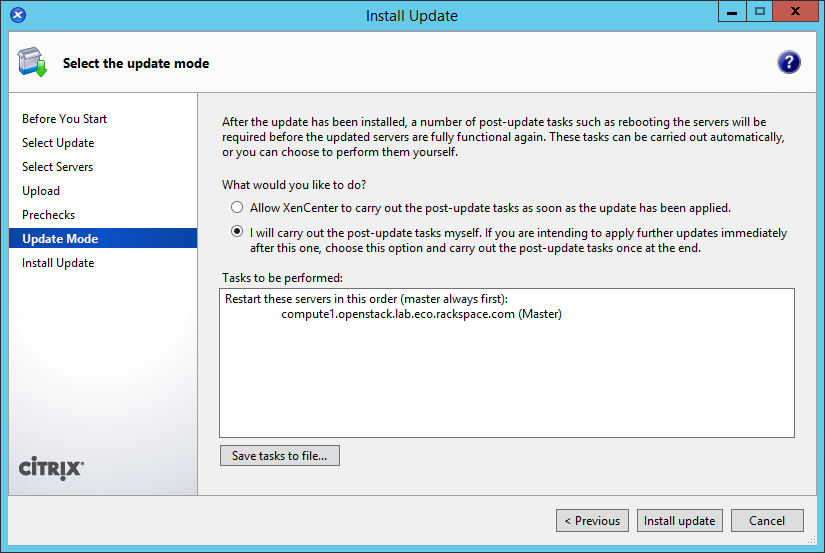 Install Update
Select the update mode
?
Before You Start
Select Update
Select Servers
Upload
Prechecks
Update Mode
Install Update
CITRIX
After the update has been installed, a number of post-update tasks such as rebooting the servers will be
required before the updated servers are fully functional again. These tasks can be carried out automatically,
or you can choose to perform them yourself.
What would you like to do?
Allow XenCenter to carry out the post-update tasks as soon as the update has been applied.
I will carry out the post-update tasks myself. If you are intending to apply further updates immediately
after this one, choose this option and carry out the post-update tasks once at the end.
Tasks to be performed:
Restart these servers in this order (master always first):
compute1.openstack.lab.eco.rackspace.com (Master)
Save tasks to file...
< Previous
Install update
Cancel